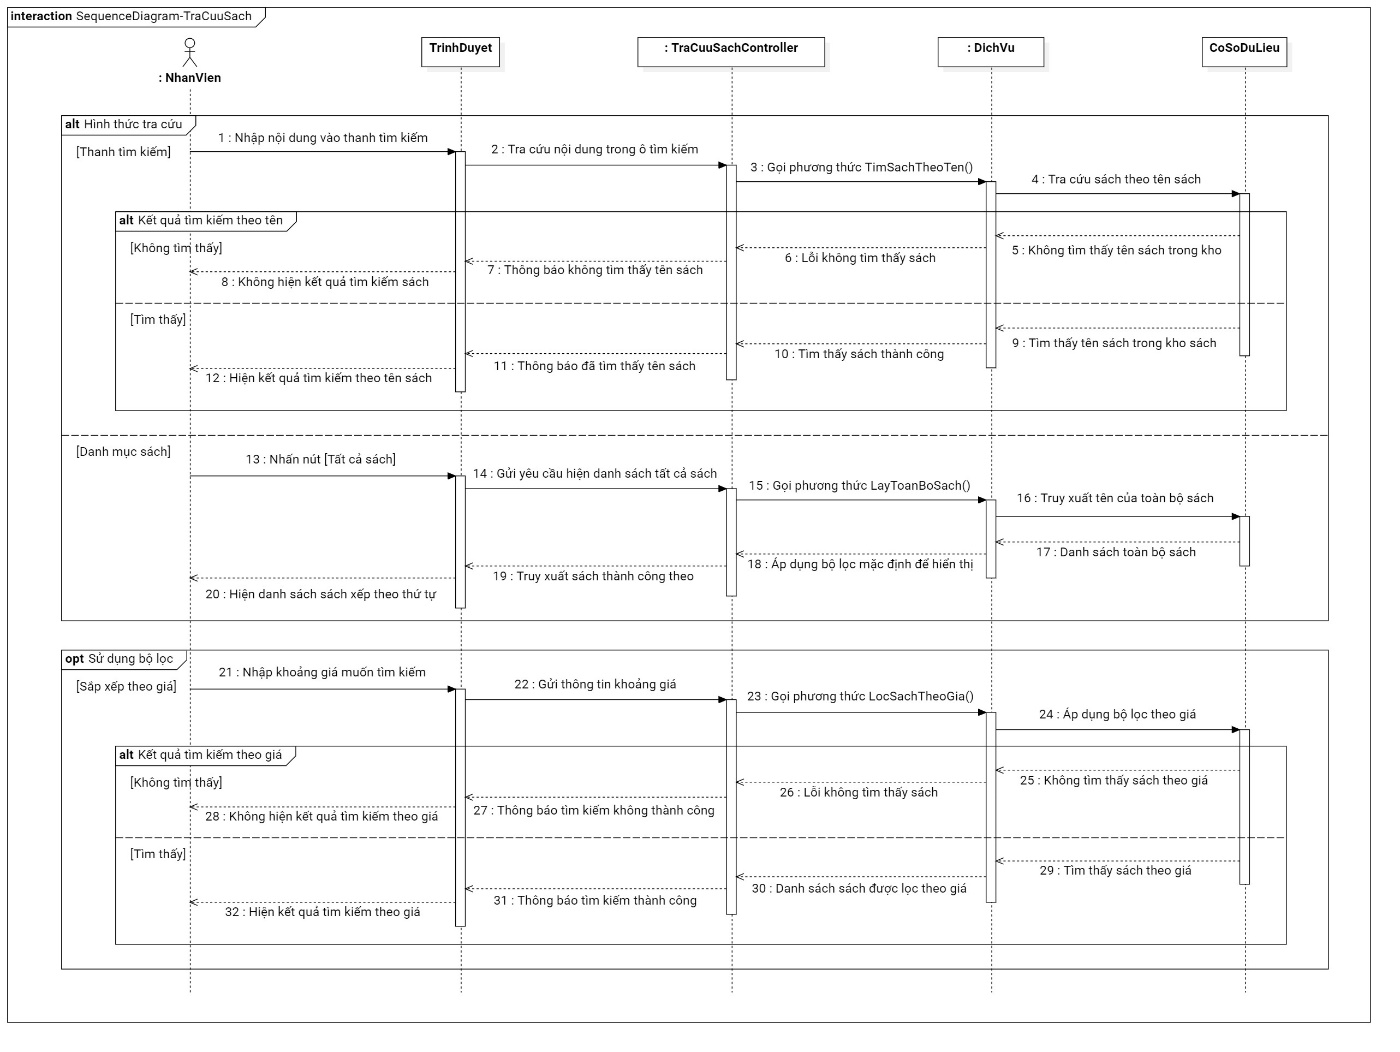 interaction SequenceDiagram-TraCuuSach
: NhanVien
TrinhDuyet
: TraCuuSachController
: DichVu
CoSoDuLieu
alt Hình thức tra cứu
[Thanh tìm kiếm]
1 : Nhập nội dung vào thanh tìm kiếm
2 : Tra cứu nội dung trong ô tìm kiếm
3 : Gọi phương thức TimSachTheoTen()
4 : Tra cứu sách theo tên sách
alt Kết quả tìm kiếm theo tên
[Không tìm thấy]
5 : Không tìm thấy tên sách trong kho
6 : Lỗi không tìm thấy sách
7 : Thông báo không tìm thấy tên sách
8 : Không hiện kết quả tìm kiếm sách
[Tìm thấy]
9 : Tìm thấy tên sách trong kho sách
10 : Tìm thấy sách thành công
11 : Thông báo đã tìm thấy tên sách
12 : Hiện kết quả tìm kiếm theo tên sách
[Danh mục sách]
13 : Nhấn nút [Tất cả sách]
14 : Gửi yêu cầu hiện danh sách tất cả sách
15 : Gọi phương thức LayToanBoSach()
16 : Truy xuất tên của toàn bộ sách
17 : Danh sách toàn bộ sách
18 : Áp dụng bộ lọc mặc định để hiển thị
19 : Truy xuất sách thành công theo
20 : Hiện danh sách sách xếp theo thứ tự
opt Sử dụng bộ lọc
[Sắp xếp theo giá]
21 : Nhập khoảng giá muốn tìm kiếm
22 : Gửi thông tin khoảng giá
23 : Gọi phương thức LocSachTheoGia()
24 : Áp dụng bộ lọc theo giá
alt Kết quả tìm kiếm theo giá
[Không tìm thấy]
25 : Không tìm thấy sách theo giá
26 : Lỗi không tìm thấy sách
27 : Thông báo tìm kiếm không thành công
28 : Không hiện kết quả tìm kiếm theo giá
[Tìm thấy]
29 : Tìm thấy sách theo giá
30 : Danh sách sách được lọc theo giá
31 : Thông báo tìm kiếm thành công
32 : Hiện kết quả tìm kiếm theo giá